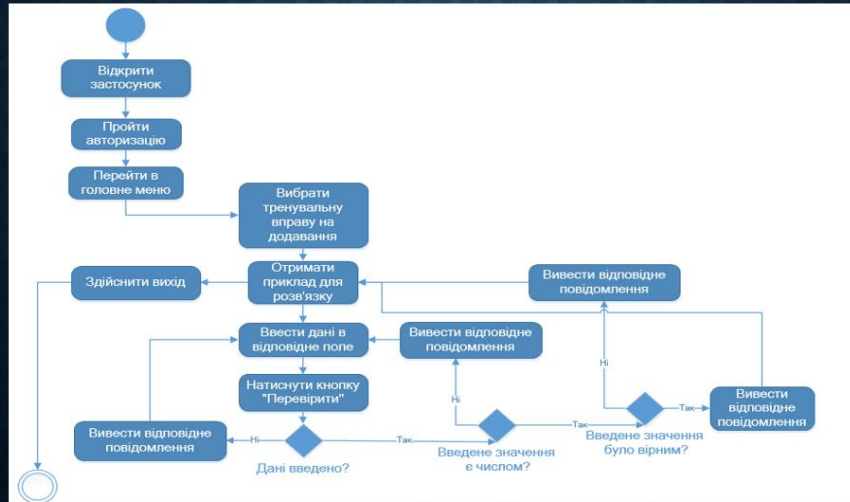 Відкрити
застосунок
Пройти
авторизацію
Перейти в
головне меню
Вибрати
тренувальну
вправу на
додавання
Здійснити вихід
Отримати
приклад для
розв'язку
Вивести відповідне
повідомлення
Ввести дані в
відповідне поле
Вивести відповідне
повідомлення
Натиснути кнопку
"Перевірити"
Ні
Ні
Вивести відповідне
повідомлення
Ні
Дані введено?
Так
Введене значення
є числом?
Так
Введене значення
було вірним?
Так
Вивести
відповідне
повідомлення